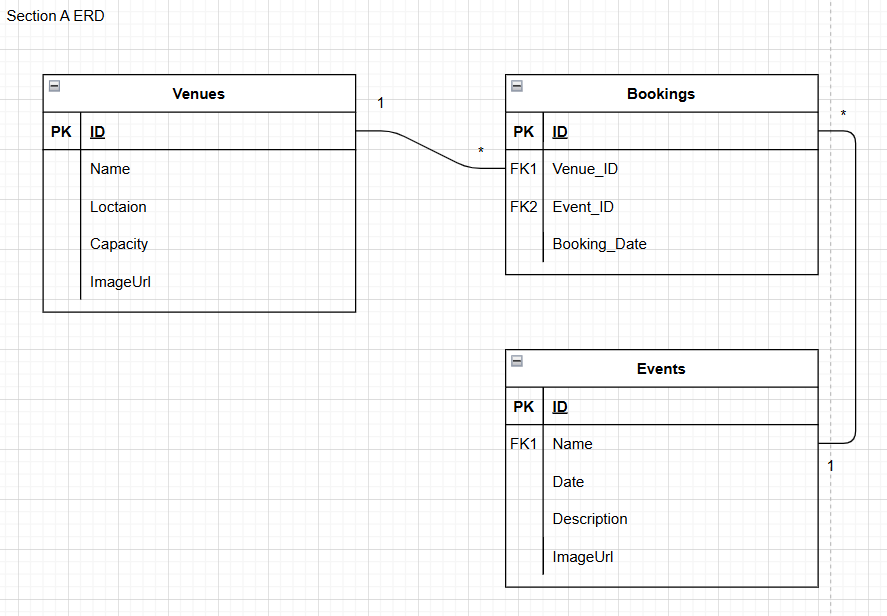 Section A ERD
Venues
1
PK ID
Name
Loctaion
Capacity
ImageUrl
*
Bookings
*
PK ID
FK1 Venue_ID
FK2 Event_ID
Booking_Date
Events
PK ID
FK1 Name
1
Date
Description
ImageUrl